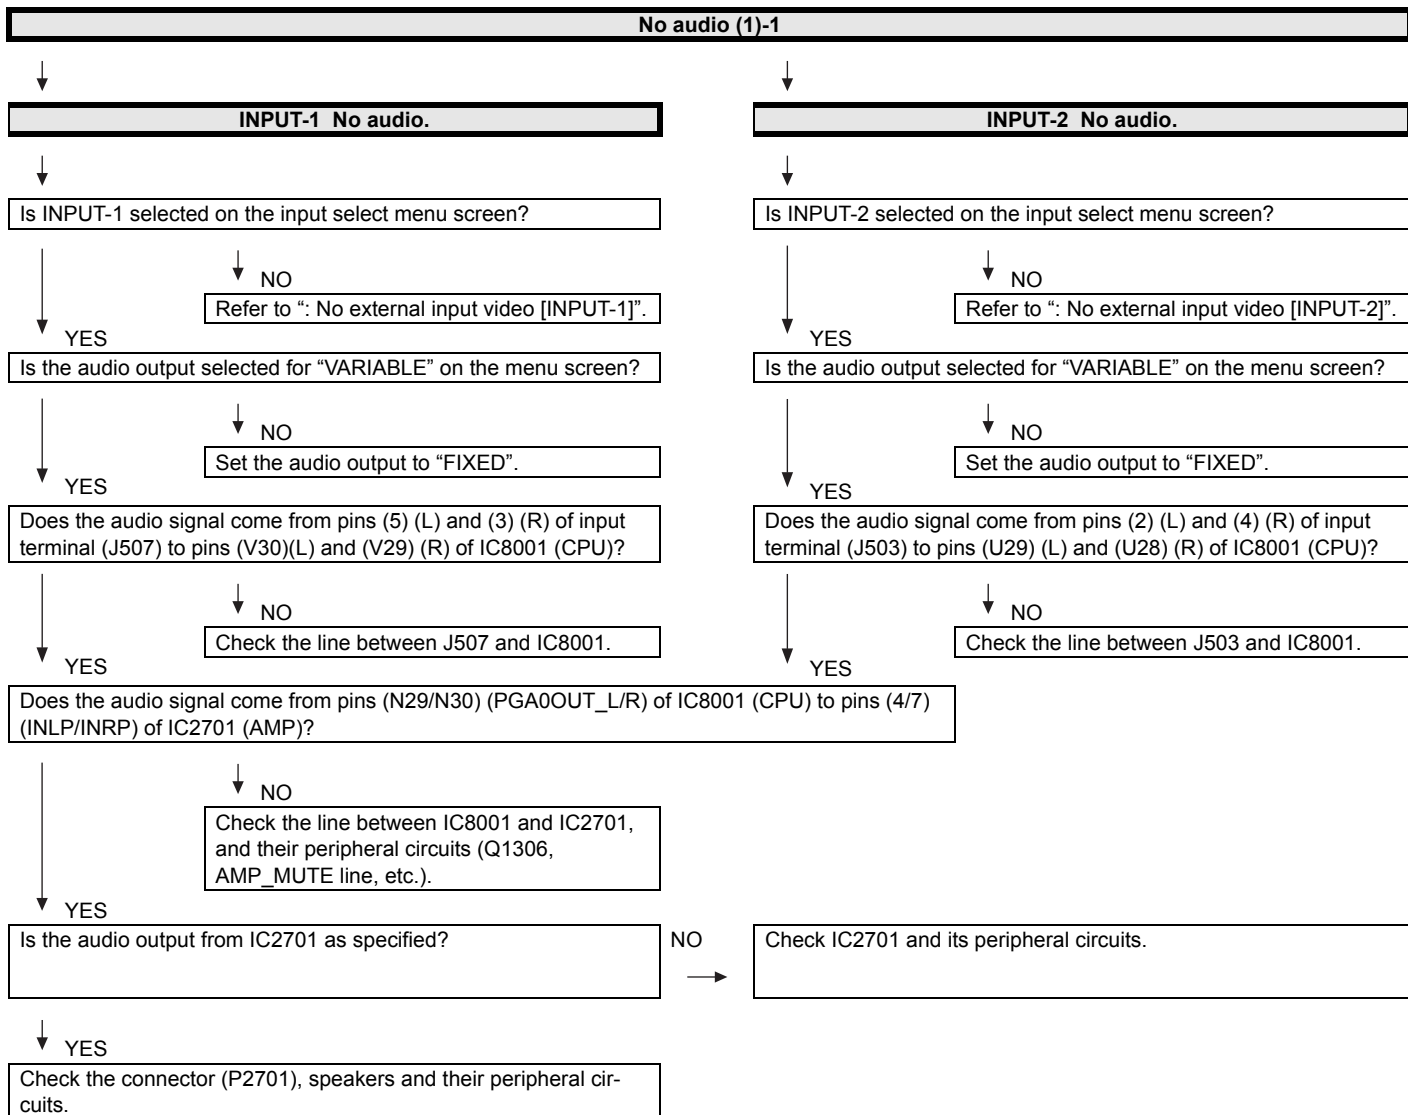 No audio (1)-1
INPUT-1  No audio.
INPUT-2  No audio.
Is INPUT-1 selected on the input select menu screen?
Is INPUT-2 selected on the input select menu screen?
NO
NO
Refer to “: No external input video [INPUT-1]”.
Refer to “: No external input video [INPUT-2]”.
YES
YES
Is the audio output selected for “VARIABLE” on the menu screen?
Is the audio output selected for “VARIABLE” on the menu screen?
NO
NO
Set the audio output to “FIXED”.
Set the audio output to “FIXED”.
YES
YES
Does the audio signal come from pins (5) (L) and (3) (R) of input
terminal (J507) to pins (V30)(L) and (V29) (R) of IC8001 (CPU)?
Does the audio signal come from pins (2) (L) and (4) (R) of input
terminal (J503) to pins (U29) (L) and (U28) (R) of IC8001 (CPU)?
NO
NO
Check the line between J507 and IC8001.
Check the line between J503 and IC8001.
YES
YES
Does the audio signal come from pins (N29/N30) (PGA0OUT_L/R) of IC8001 (CPU) to pins (4/7)
(INLP/INRP) of IC2701 (AMP)?
NO
Check the line between IC8001 and IC2701,
and their peripheral circuits (Q1306,
AMP_MUTE line, etc.).
YES
Is the audio output from IC2701 as specified?
NO
Check IC2701 and its peripheral circuits.
YES
Check the connector (P2701), speakers and their peripheral cir-
cuits.